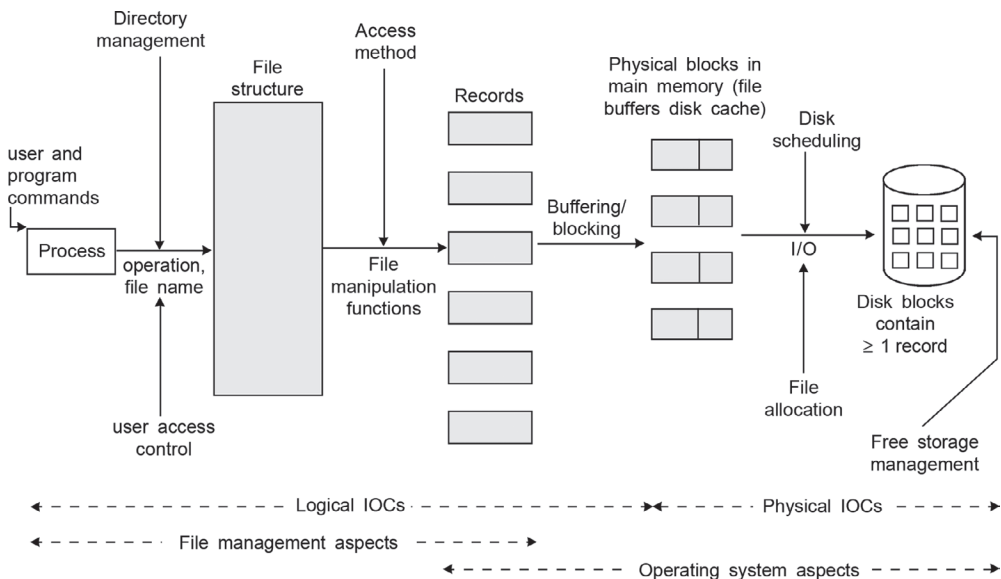 Directory
management
File
structure
Access
method
Records
Physical blocks in
main memory (file
buffers disk cache)
Disk
scheduling
user and
program
commands
Process
operation,
file name
File
manipulation
functions
Buffering/
blocking
I/O
Disk blocks
contain
≥ 1 record
user access
control
File
allocation
Free storage
management
Logical IOCs
Physical IOCs
File management aspects
Operating system aspects